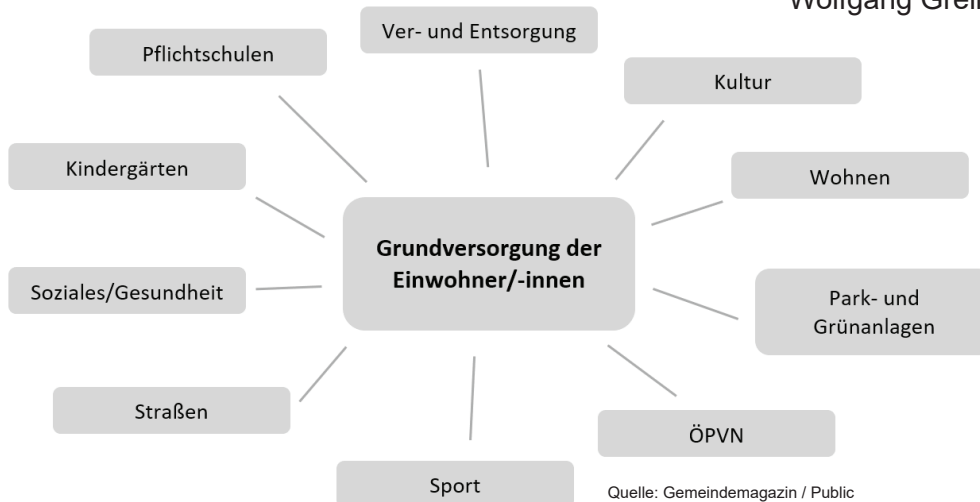 Wolfgang
Ver- und Entsorgung
Pflichtschulen
Kultur
Kindergärten
Wohnen
Grundversorgung der
Einwohner/-innen
Soziales/Gesundheit
Park- und
Grünanlagen
Straßen
ÖPVN
Sport
Quelle: Gemeindemagazin / Public